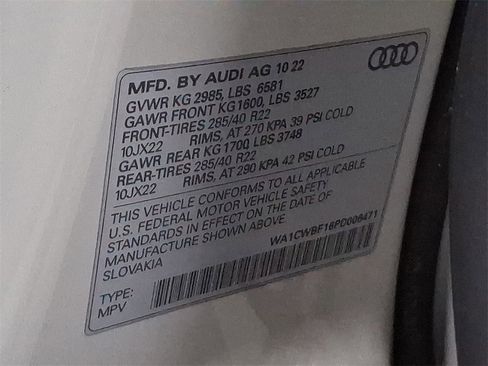 MFD. BY AUDI AG 10 22
GVWR KG 2985, LBS 6581
GAWR FRONT KG 1600, LBS 3527
FRONT-TIRES 285/40 R22
10JX22 RIMS, AT 270 KPA 39 PSI COLD
GAWR REAR KG 1700, LBS 3748
REAR-TIRES 285/40 R22
10JX22 RIMS, AT 290 KPA 42 PSI COLD
THIS VEHICLE CONFORMS TO ALL APPLICABLE
U.S. FEDERAL MOTOR VEHICLE SAFETY
STANDARDS IN EFFECT ON THE DATE OF
MANUFACTURE SHOWN ABOVE
SLOVAKIA
WA1CWBF16PD006471
TYPE:
MPV